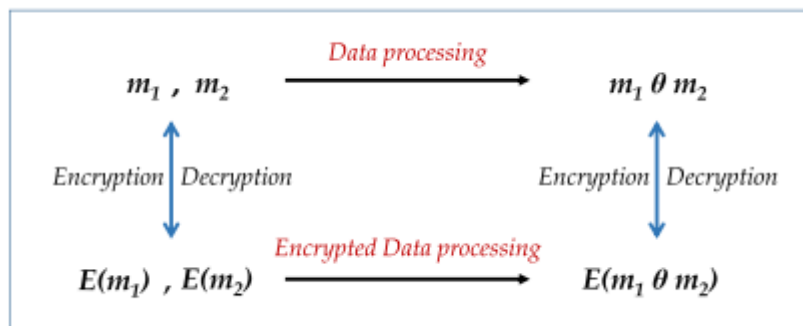 Data processing
m₁ , m₂
m₁ θ m₂
Encryption Decryption
Encryption Decryption
Encrypted Data processing
E(m₁) , E(m₂)
E(m₁ θ m₂)